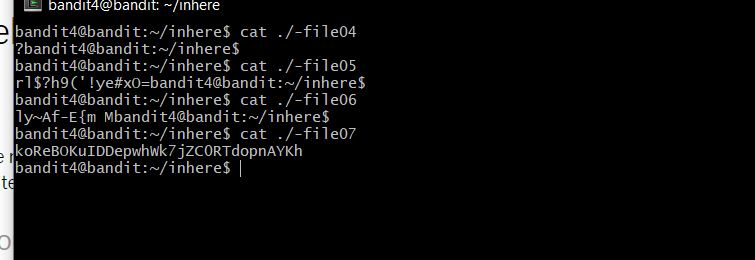 bandit4@bandit: ~/inhere
bandit4@bandit:~/inhere$ cat ./-file04
?bandit4@bandit:~/inhere$
bandit4@bandit:~/inhere$ cat ./-file05
rl$?h9('!ye#xO=bandit4@bandit:~/inhere$
bandit4@bandit:~/inhere$ cat ./-file06
ly~Af-E{m Mbandit4@bandit:~/inhere$
bandit4@bandit:~/inhere$ cat ./-file07
koReBOKuIDDepwhWk7jZC0RTdopnAYKh
bandit4@bandit:~/inhere$